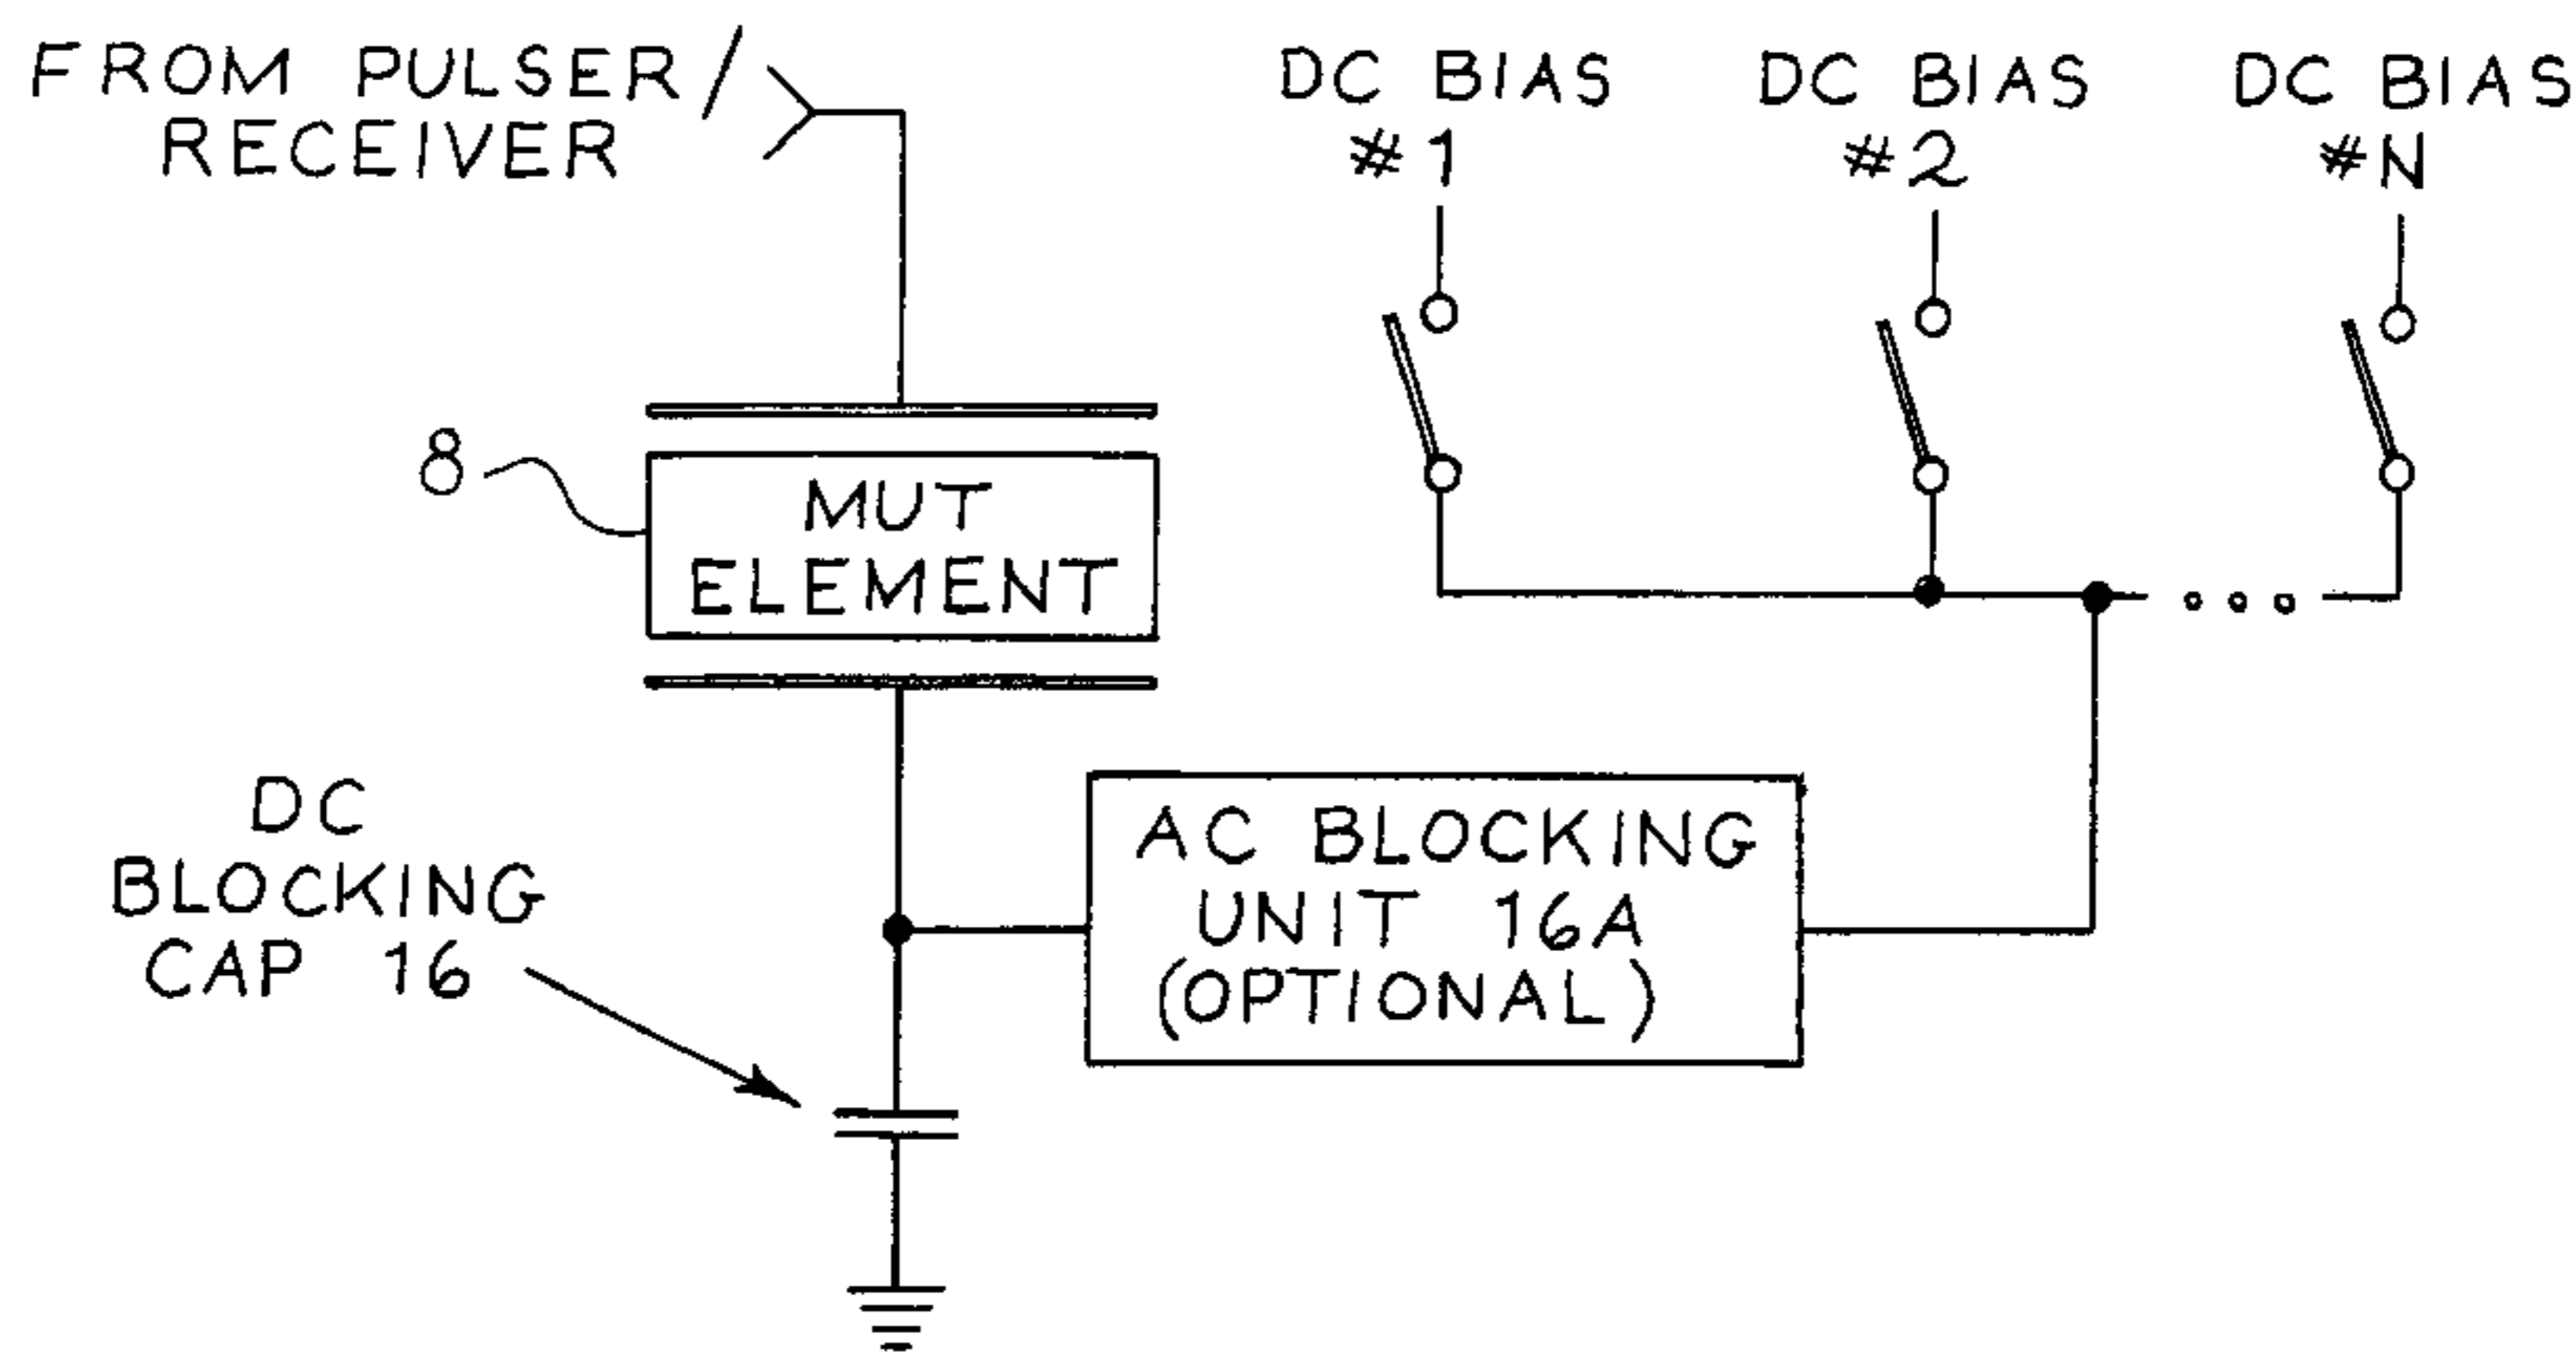 FROM PULSER/
RECEIVER
DC BIAS
#1
DC BIAS
#2
DC BIAS
#N
8
MUT
ELEMENT
DC
BLOCKING
CAP 16
AC BLOCKING
UNIT 16A
(OPTIONAL)